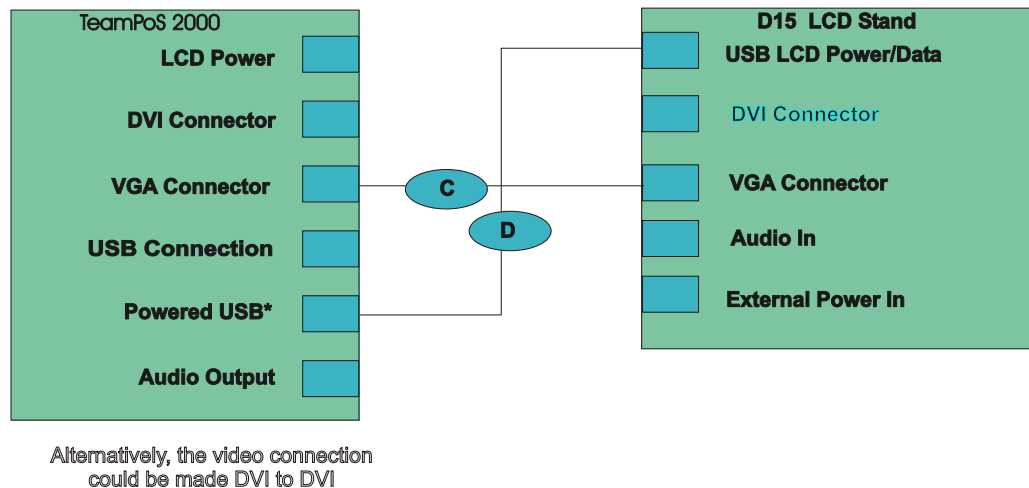 TeamPoS 2000
LCD Power
DVI Connector
VGA Connector
USB Connection
Powered USB*
Audio Output
C
D
D15 LCD Stand
USB LCD Power/Data
DVI Connector
VGA Connector
Audio In
External Power In
Alternatively, the video connection
could be made DVI to DVI